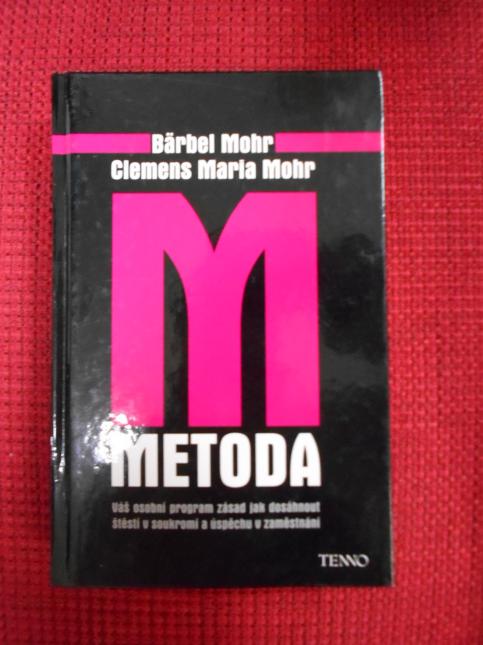 Bärbel Mohr
Clemens Maria Mohr
M
METODA
Váš osobní program zásad jak dosáhnout
štěstí v soukromí a úspěchu v zaměstnání
TENNO